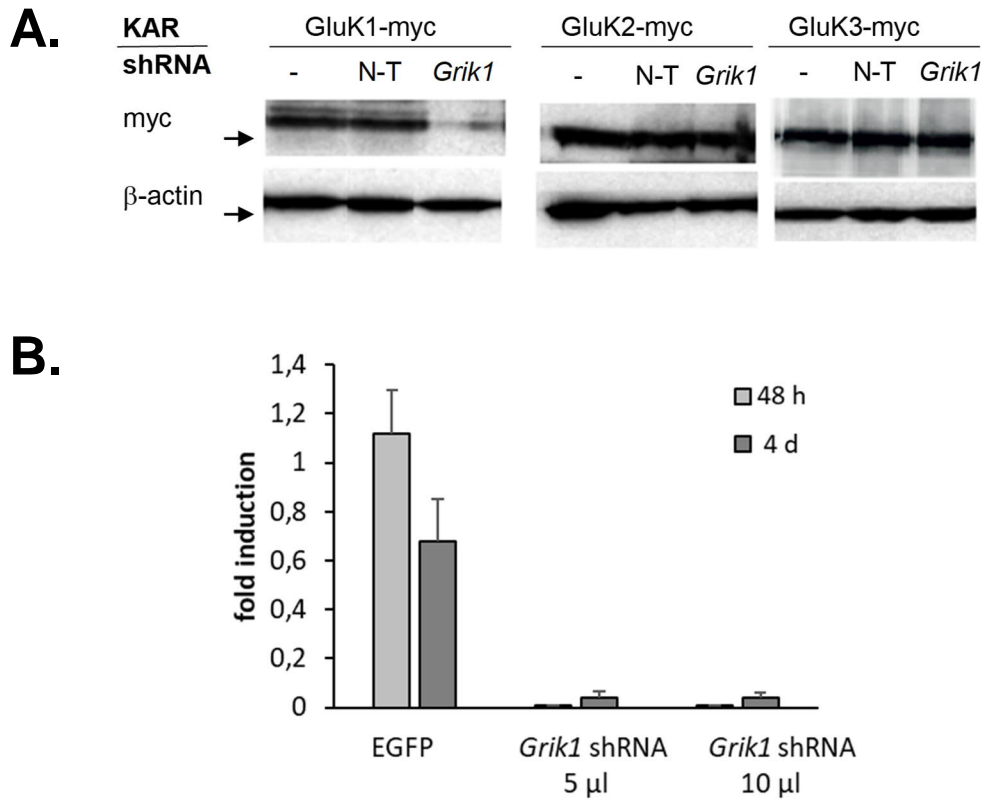 A.
KAR GluK1-myc GluK2-myc GluK3-myc
shRNA - N-T Grik1 - N-T Grik1 - N-T Grik1
myc
β-actin
B.
fold induction
1,4
1,2
1
0,8
0,6
0,4
0,2
0
48 h
4 d
EGFP Grik1 shRNA Grik1 shRNA
5 µl 10 µl